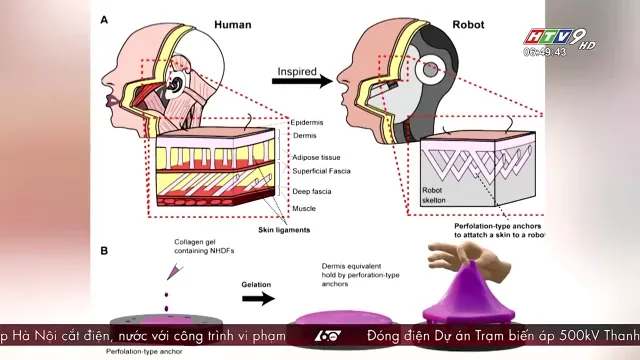 A
Human
Robot
HTV9 HD
06:49:43
Inspired
Epidermis
Dermis
Adipose tissue
Superficial Fascia
Deep fascia
Muscle
Skin ligaments
Robot
skelton
Perfolation-type anchors
to attatch a skin to a robo
B
Collagen gel
containing NHDFs
Gelation
Dermis equivalent
hold by perforation-type
anchors
p Hà Nội cắt điện, nước với công trình vi phạm
60
Đóng điện Dự án Trạm biến áp 500kV Thanh
Perfolation-type anchor